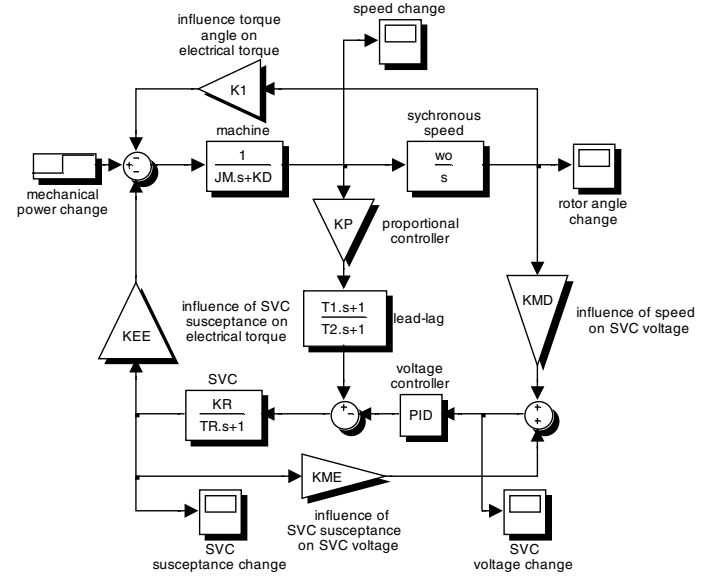 speed change
influence torque
angle on
electrical torque
K1
machine
sychronous
speed
1
JM.s+KD
wo
s
mechanical
power change
rotor angle
change
KP
proportional
controller
KMD
influence of SVC
susceptance on
electrical torque
T1.s+1
T2.s+1
lead-lag
influence of speed
on SVC voltage
KEE
SVC
voltage
controller
KR
TR.s+1
PID
KME
influence of
SVC susceptance
on SVC voltage
SVC
susceptance change
SVC
voltage change